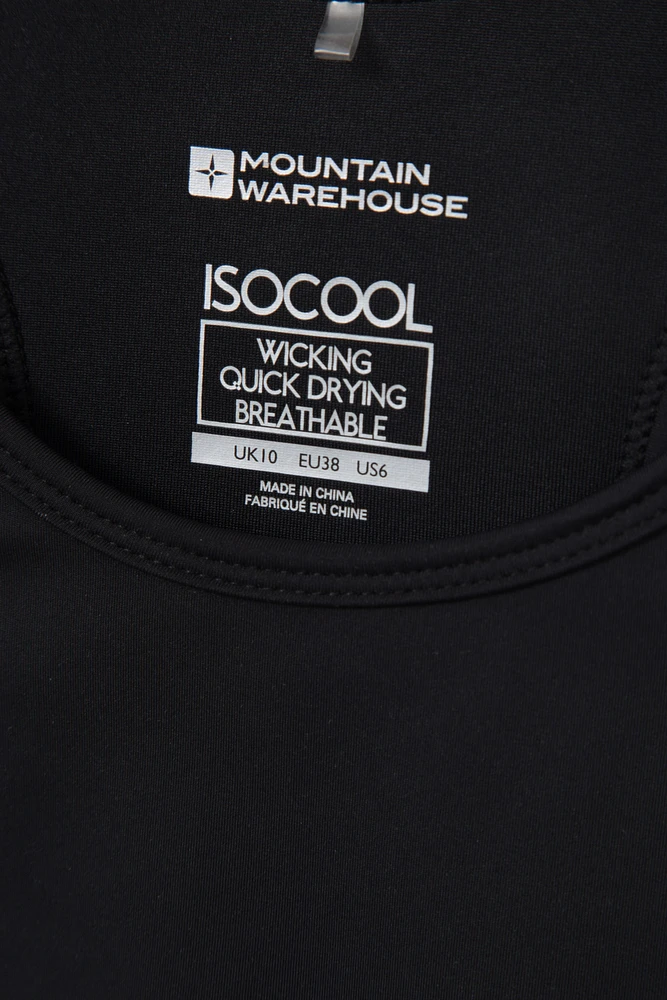 MOUNTAIN
WAREHOUSE
ISOCOOL
WICKING
QUICK DRYING
BREATHABLE
UK10 EU38 US6
MADE IN CHINA
FABRIQUÉ EN CHINE